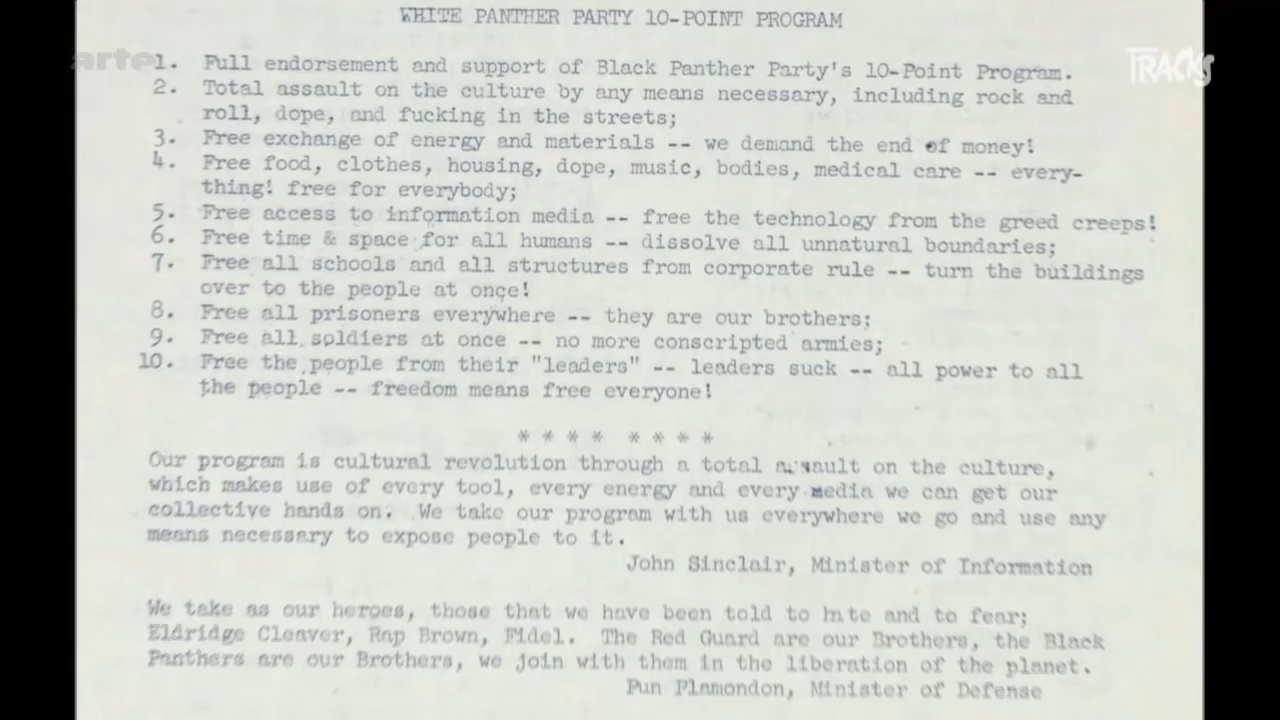 WHITE PANTHER PARTY 10-POINT PROGRAM
arte
TRACKS
1. Full endorsement and support of Black Panther Party's 10-Point Program.
2. Total assault on the culture by any means necessary, including rock and
roll, dope, and fucking in the streets;
3. Free exchange of energy and materials -- we demand the end of money!
4. Free food, clothes, housing, dope, music, bodies, medical care -- every-
thing! free for everybody;
5. Free access to information media -- free the technology from the greed creeps!
6. Free time & space for all humans -- dissolve all unnatural boundaries;
7. Free all schools and all structures from corporate rule -- turn the buildings
over to the people at once!
8. Free all prisoners everywhere -- they are our brothers;
9. Free all soldiers at once -- no more conscripted armies;
10. Free the people from their "leaders" -- leaders suck -- all power to all
the people -- freedom means free everyone!
* * * * * * * *
Our program is cultural revolution through a total assault on the culture,
which makes use of every tool, every energy and every media we can get our
collective hands on. We take our program with us everywhere we go and use any
means necessary to expose people to it.
John Sinclair, Minister of Information
We take as our heroes, those that we have been told to hate and to fear;
Eldridge Cleaver, Rap Brown, Fidel. The Red Guard are our Brothers, the Black
Panthers are our Brothers, we join with them in the liberation of the planet.
Pun Plamondon, Minister of Defense